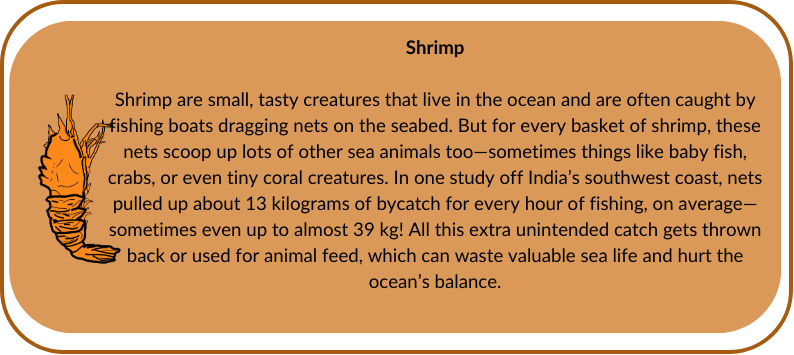 Shrimp
Shrimp are small, tasty creatures that live in the ocean and are often caught by
fishing boats dragging nets on the seabed. But for every basket of shrimp, these
nets scoop up lots of other sea animals too—sometimes things like baby fish,
crabs, or even tiny coral creatures. In one study off India’s southwest coast, nets
pulled up about 13 kilograms of bycatch for every hour of fishing, on average—
sometimes even up to almost 39 kg! All this extra unintended catch gets thrown
back or used for animal feed, which can waste valuable sea life and hurt the
ocean’s balance.